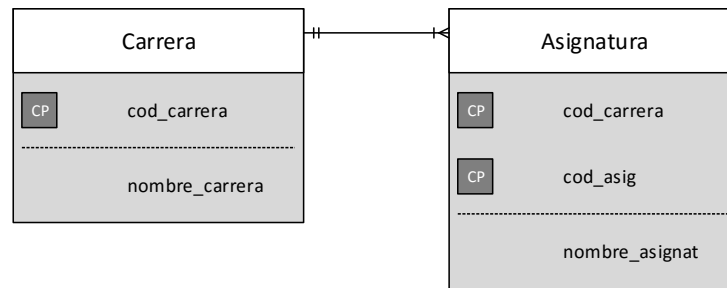 Carrera
CP cod_carrera
nombre_carrera
Asignatura
CP cod_carrera
CP cod_asig
nombre_asignat